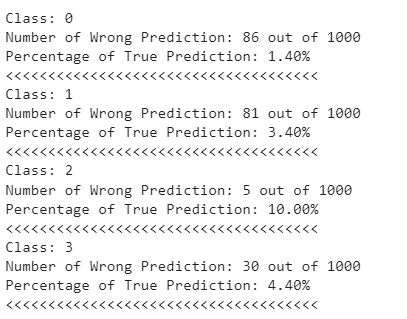 Class: 0
Number of Wrong Prediction: 86 out of 1000
Percentage of True Prediction: 1.40%
<<<<<<<<<<<<<<<<<<<<<<<<<<<<<<<<<<<<<
Class: 1
Number of Wrong Prediction: 81 out of 1000
Percentage of True Prediction: 3.40%
<<<<<<<<<<<<<<<<<<<<<<<<<<<<<<<<<<<<<
Class: 2
Number of Wrong Prediction: 5 out of 1000
Percentage of True Prediction: 10.00%
<<<<<<<<<<<<<<<<<<<<<<<<<<<<<<<<<<<<<
Class: 3
Number of Wrong Prediction: 30 out of 1000
Percentage of True Prediction: 4.40%
<<<<<<<<<<<<<<<<<<<<<<<<<<<<<<<<<<<<<